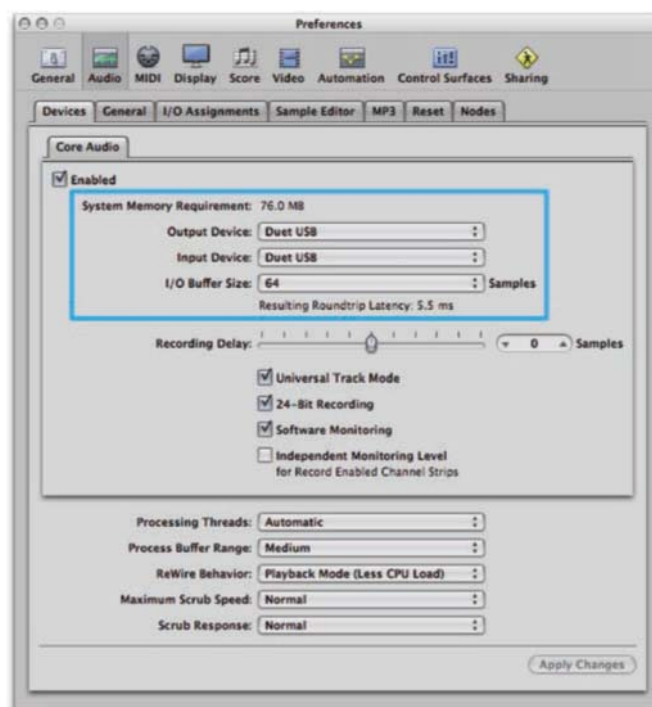 Preferences
General Audio MIDI Display Score Video Automation Control Surfaces Sharing
Devices General I/O Assignments Sample Editor MP3 Reset Nodes
Core Audio
Enabled
System Memory Requirement: 76.0 MB
Output Device: Duet USB
Input Device: Duet USB
I/O Buffer Size: 64 Samples
Resulting Roundtrip Latency: 5.5 ms
Recording Delay: 0 Samples
Universal Track Mode
24-Bit Recording
Software Monitoring
Independent Monitoring Level
for Record Enabled Channel Strips
Processing Threads: Automatic
Process Buffer Range: Medium
ReWire Behavior: Playback Mode (Less CPU Load)
Maximum Scrub Speed: Normal
Scrub Response: Normal
Apply Changes